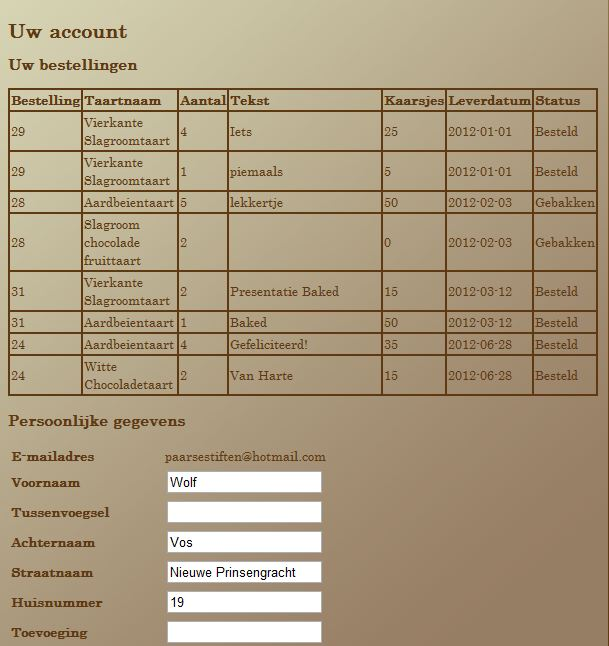 Uw account
Uw bestellingen
Bestelling Taartnaam Aantal Tekst Kaarsjes Leverdatum Status
29 Vierkante Slagroomtaart 4 Iets 25 2012-01-01 Besteld
29 Vierkante Slagroomtaart 1 piemaals 5 2012-01-01 Besteld
28 Aardbeientaart 5 lekkertje 50 2012-02-03 Gebakken
28 Slagroom chocolade fruittaart 2 0 2012-02-03 Gebakken
31 Vierkante Slagroomtaart 2 Presentatie Baked 15 2012-03-12 Besteld
31 Aardbeientaart 1 Baked 50 2012-03-12 Besteld
24 Aardbeientaart 4 Gefeliciteerd! 35 2012-06-28 Besteld
24 Witte Chocoladetaart 2 Van Harte 15 2012-06-28 Besteld
Persoonlijke gegevens
E-mailadres paarsestiften@hotmail.com
Voornaam Wolf
Tussenvoegsel
Achternaam Vos
Straatnaam Nieuwe Prinsengracht
Huisnummer 19
Toevoeging